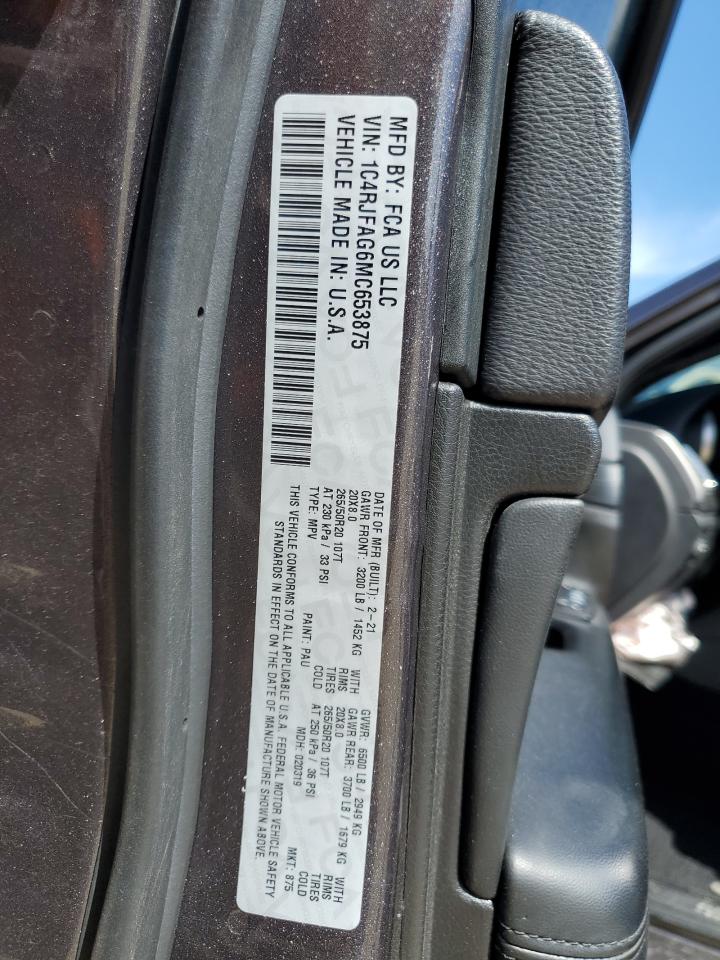 MFD BY: FCA US LLC
VIN: 1C4RJFAG6MC653875
VEHICLE MADE IN: U.S.A.
DATE OF MFR (BUILT): 2-21 GVWR: 6500 LB / 2949 KG
GAWR FRONT: 3200 LB / 1452 KG WITH GAWR REAR: 3700 LB / 1679 KG WITH
20X8.0 RIMS 20X8.0 RIMS
265/50R20 107T TIRES 265/50R20 107T TIRES
AT 230 kPa / 33 PSI COLD AT 250 kPa / 36 PSI COLD
TYPE: MPV PAINT: PAU MDH: 020319 MKT: 875
THIS VEHICLE CONFORMS TO ALL APPLICABLE U.S.A. FEDERAL MOTOR VEHICLE SAFETY
STANDARDS IN EFFECT ON THE DATE OF MANUFACTURE SHOWN ABOVE.